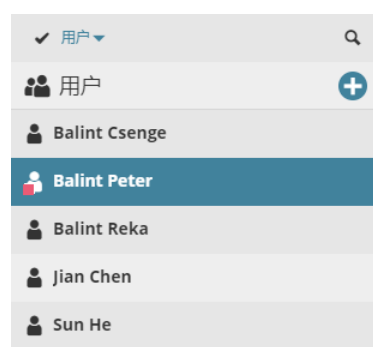 用户
用户
Balint Csenge
Balint Peter
Balint Reka
Jian Chen
Sun He